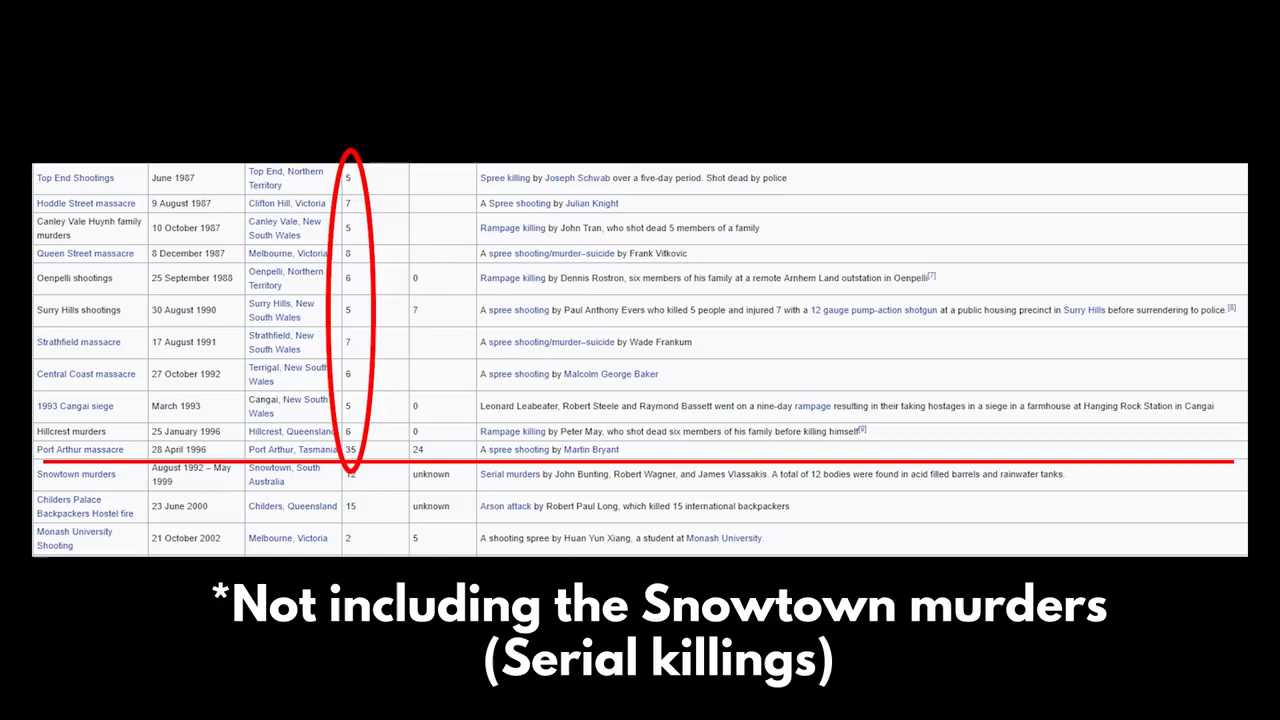 Top End Shootings June 1987 Top End, Northern Territory 5 Spree killing by Joseph Schwab over a five-day period. Shot dead by police
Hoddle Street massacre 9 August 1987 Clifton Hill, Victoria 7 A Spree shooting by Julian Knight
Canley Vale Huynh family murders 10 October 1987 Canley Vale, New South Wales 5 Rampage killing by John Tran, who shot dead 5 members of a family
Queen Street massacre 8 December 1987 Melbourne, Victoria 8 A spree shooting/murder–suicide by Frank Vitkovic
Oenpelli shootings 25 September 1988 Oenpelli, Northern Territory 6 0 Rampage killing by Dennis Rostron, six members of his family at a remote Arnhem Land outstation in Oenpelli[7]
Surry Hills shootings 30 August 1990 Surry Hills, New South Wales 5 7 A spree shooting by Paul Anthony Evers who killed 5 people and injured 7 with a 12 gauge pump-action shotgun at a public housing precinct in Surry Hills before surrendering to police.[8]
Strathfield massacre 17 August 1991 Strathfield, New South Wales 7 A spree shooting/murder–suicide by Wade Frankum
Central Coast massacre 27 October 1992 Terrigal, New South Wales 6 A spree shooting by Malcolm George Baker
1993 Cangai siege March 1993 Cangai, New South Wales 5 0 Leonard Leabeater, Robert Steele and Raymond Bassett went on a nine-day rampage resulting in their taking hostages in a siege in a farmhouse at Hanging Rock Station in Cangai
Hillcrest murders 25 January 1996 Hillcrest, Queensland 6 0 Rampage killing by Peter May, who shot dead six members of his family before killing himself[9]
Port Arthur massacre 28 April 1996 Port Arthur, Tasmania 35 24 A spree shooting by Martin Bryant
Snowtown murders August 1992 – May 1999 Snowtown, South Australia 12 unknown Serial murders by John Bunting, Robert Wagner, and James Vlassakis. A total of 12 bodies were found in acid filled barrels and rainwater tanks.
Childers Palace Backpackers Hostel fire 23 June 2000 Childers, Queensland 15 unknown Arson attack by Robert Paul Long, which killed 15 international backpackers
Monash University Shooting 21 October 2002 Melbourne, Victoria 2 5 A shooting spree by Huan Yun Xiang, a student at Monash University.
*Not including the Snowtown murders
(Serial killings)